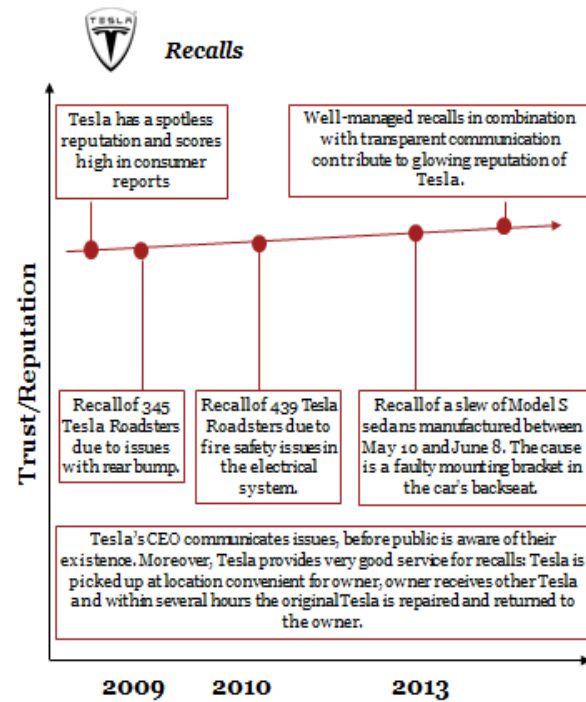 TESLA
Recalls
Tesla has a spotless
reputation and scores
high in consumer
reports
Well-managed recalls in combination
with transparent communication
contribute to glowing reputation of
Tesla.
Trust/Reputation
Recall of 345
Tesla Roadsters
due to issues
with rear bump.
Recall of 439 Tesla
Roadsters due to
fire safety issues in
the electrical
system.
Recall of a slew of Model S
sedans manufactured between
May 10 and June 8. The cause
is a faulty mounting bracket in
the car's backseat.
Tesla's CEO communicates issues, before public is aware of their
existence. Moreover, Tesla provides very good service for recalls: Tesla is
picked up at location convenient for owner, owner receives other Tesla
and within several hours the original Tesla is repaired and returned to
the owner.
2009 2010 2013